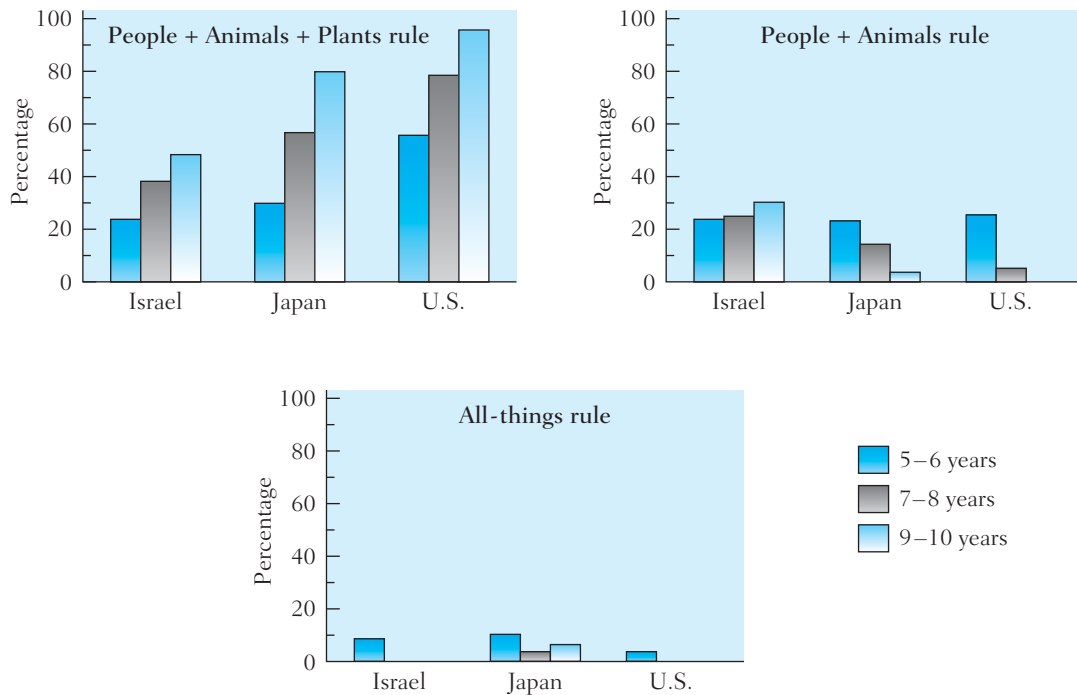 People + Animals + Plants rule
Percentage
100
80
60
40
20
0
Israel Japan U.S.
People + Animals rule
Percentage
100
80
60
40
20
0
Israel Japan U.S.
All-things rule
Percentage
100
80
60
40
20
0
Israel Japan U.S.
5–6 years
7–8 years
9–10 years